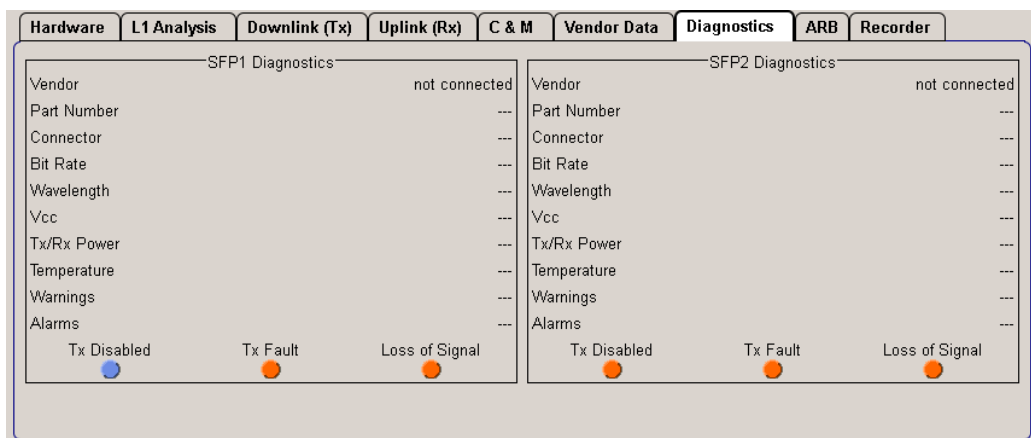 Hardware L1 Analysis Downlink (Tx) Uplink (Rx) C & M Vendor Data Diagnostics ARB Recorder
SFP1 Diagnostics
Vendor not connected
Part Number ---
Connector ---
Bit Rate ---
Wavelength ---
Vcc ---
Tx/Rx Power ---
Temperature ---
Warnings ---
Alarms ---
Tx Disabled Tx Fault Loss of Signal
SFP2 Diagnostics
Vendor not connected
Part Number ---
Connector ---
Bit Rate ---
Wavelength ---
Vcc ---
Tx/Rx Power ---
Temperature ---
Warnings ---
Alarms ---
Tx Disabled Tx Fault Loss of Signal